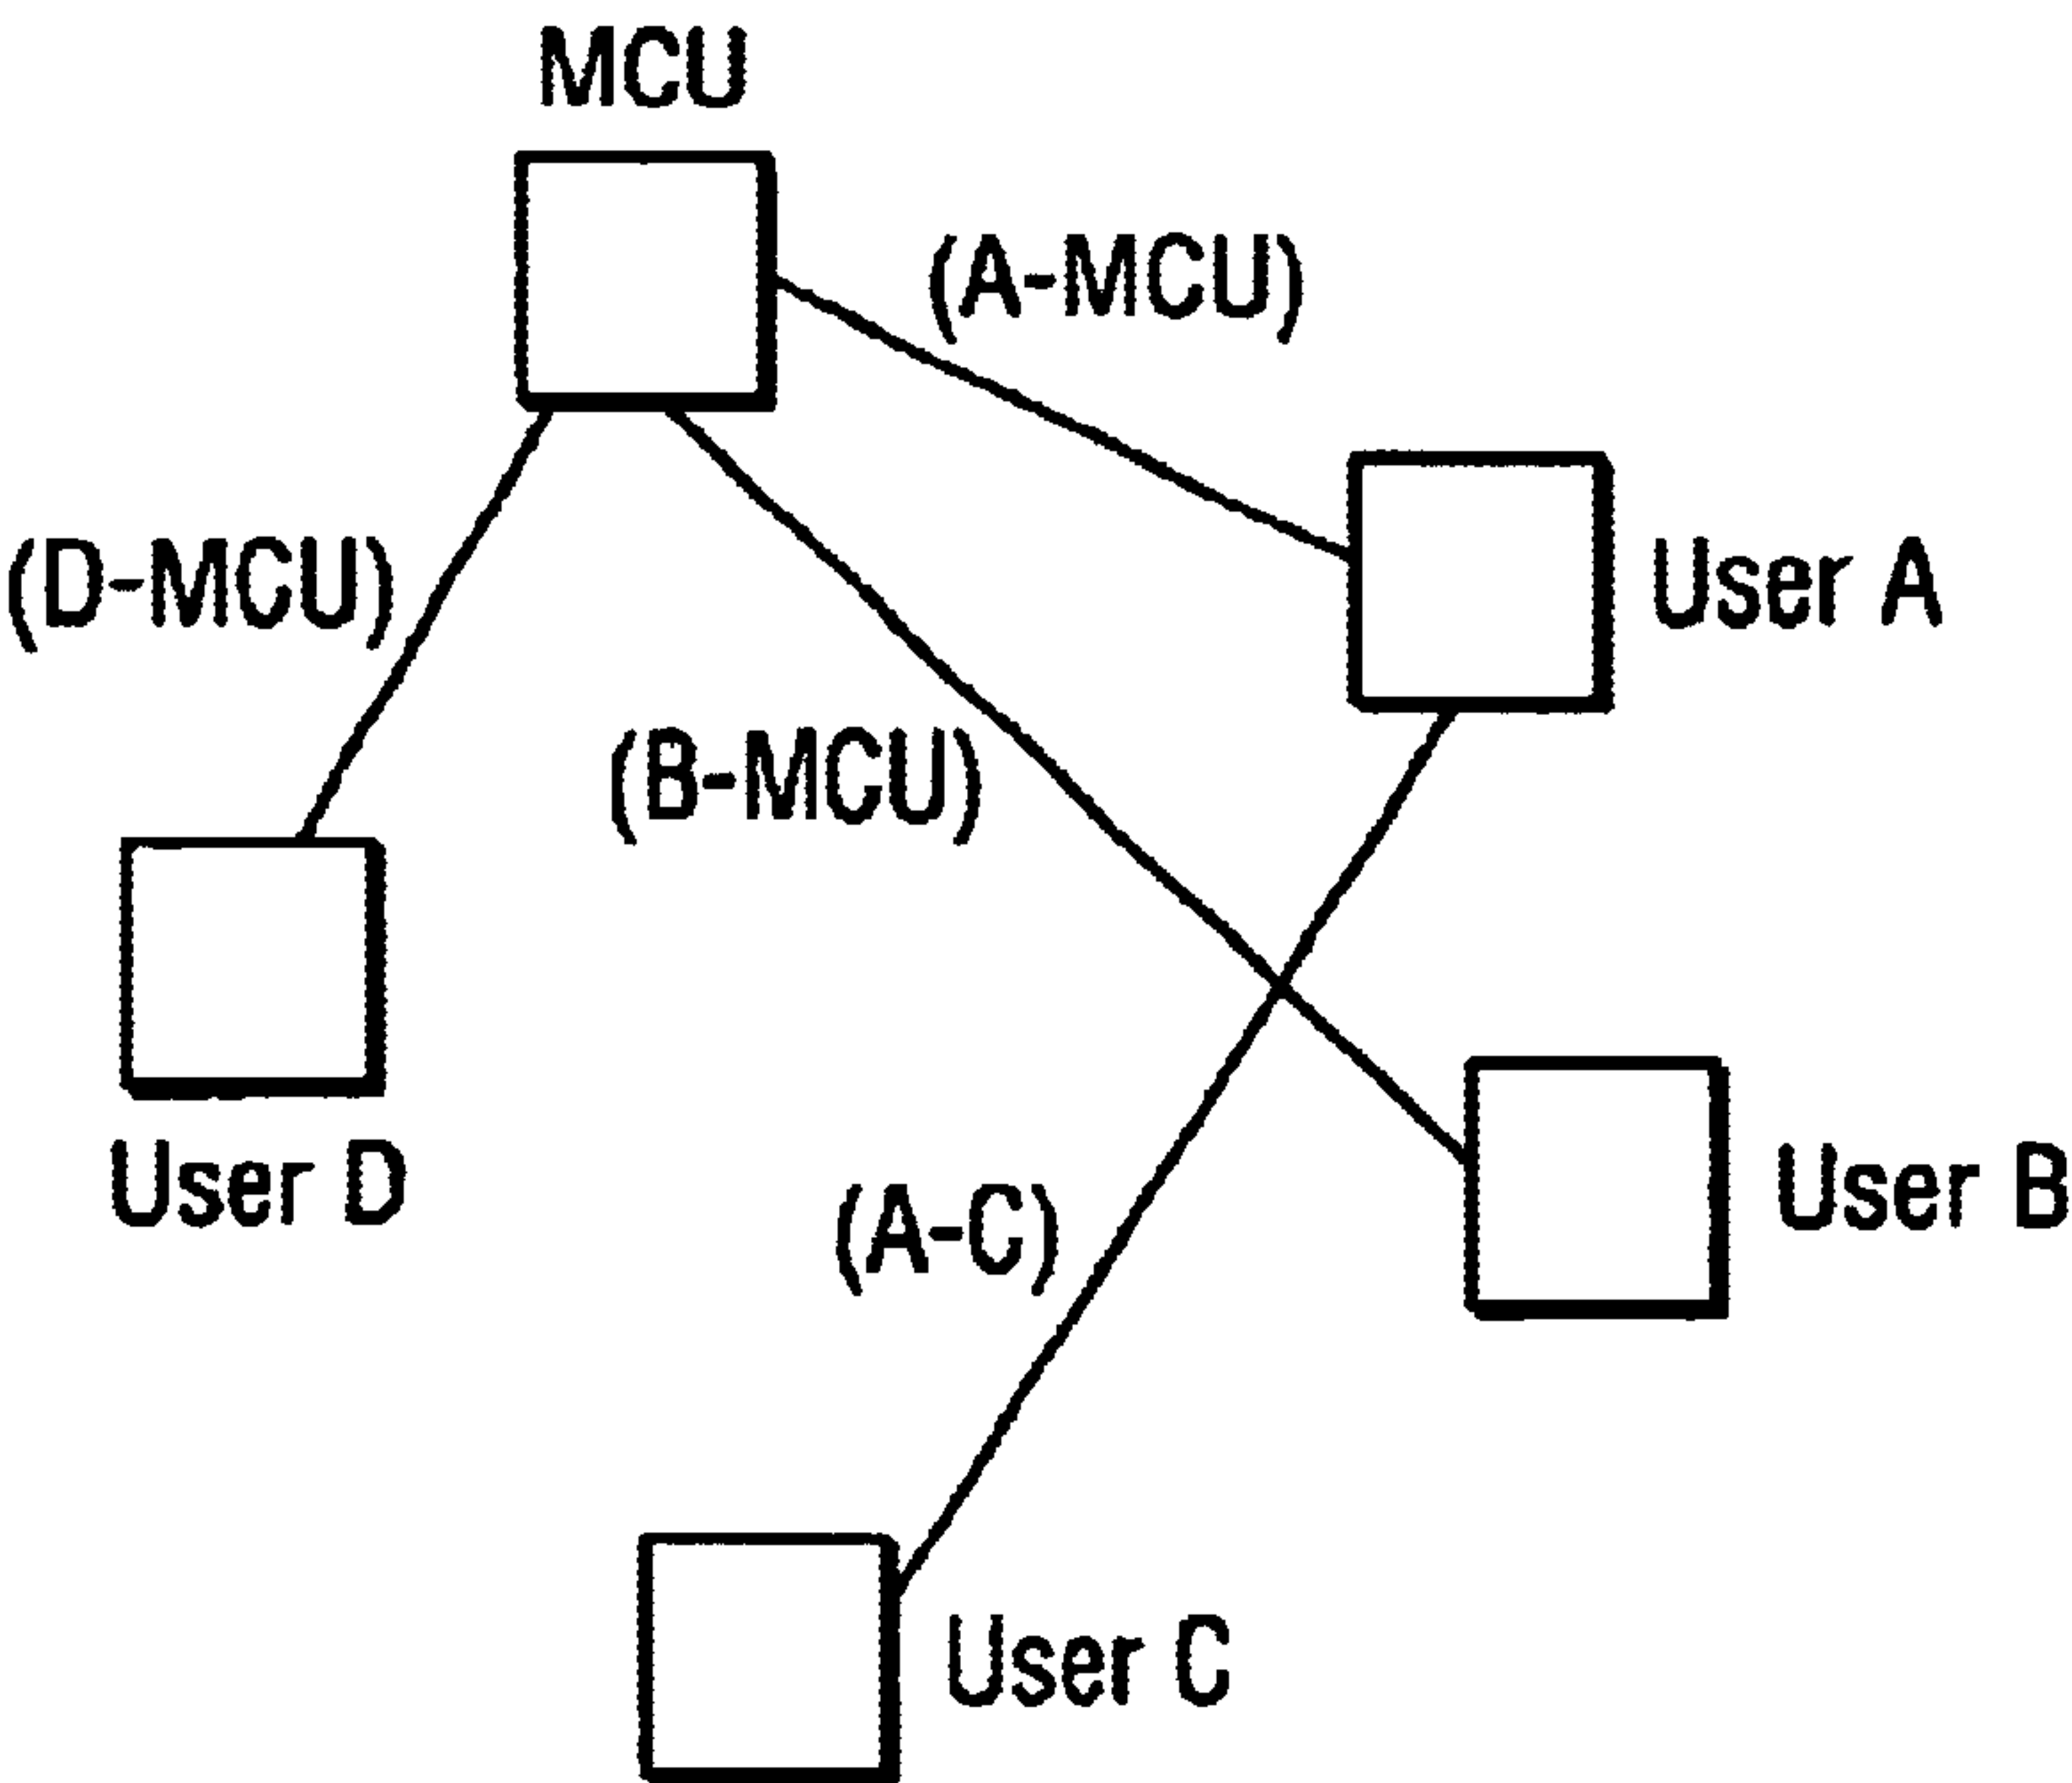 MCU
(A-MCU)
(D-MCU)
User A
(B-MCU)
User D
User B
(A-C)
User C